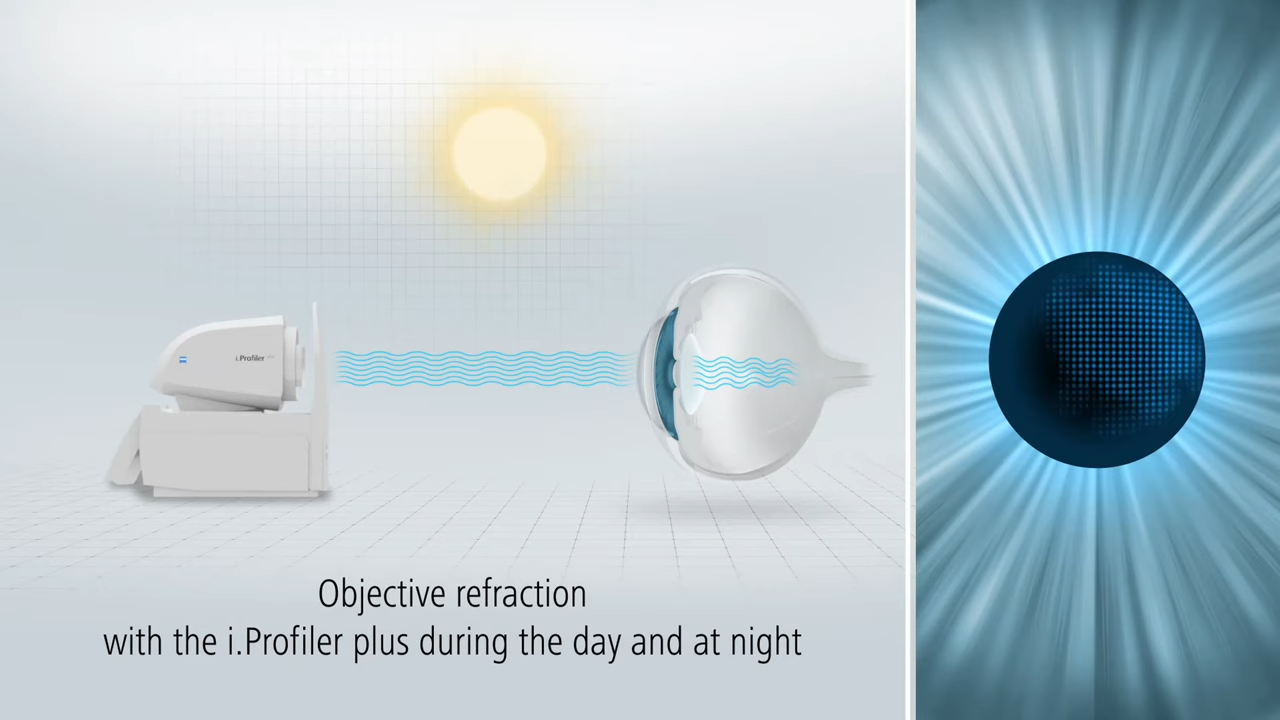 i.Profiler
Objective refraction
with the i.Profiler plus during the day and at night